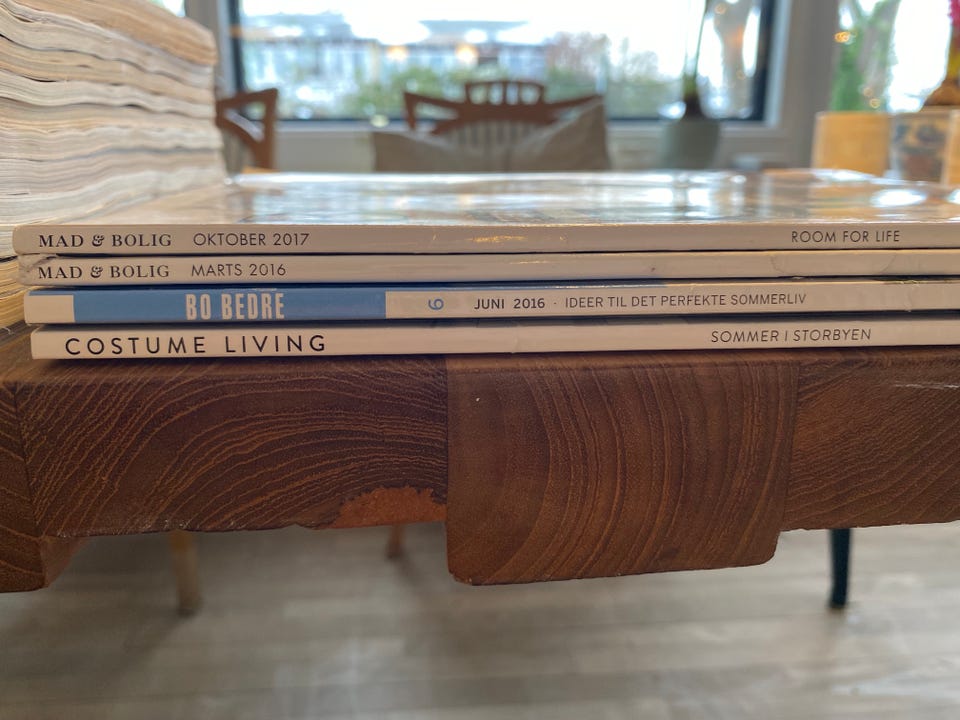 MAD & BOLIG OKTOBER 2017 ROOM FOR LIFE
MAD & BOLIG MARTS 2016
BO BEDRE 6 JUNI 2016 · IDEER TIL DET PERFEKTE SOMMERLIV
COSTUME LIVING SOMMER I STORBYEN